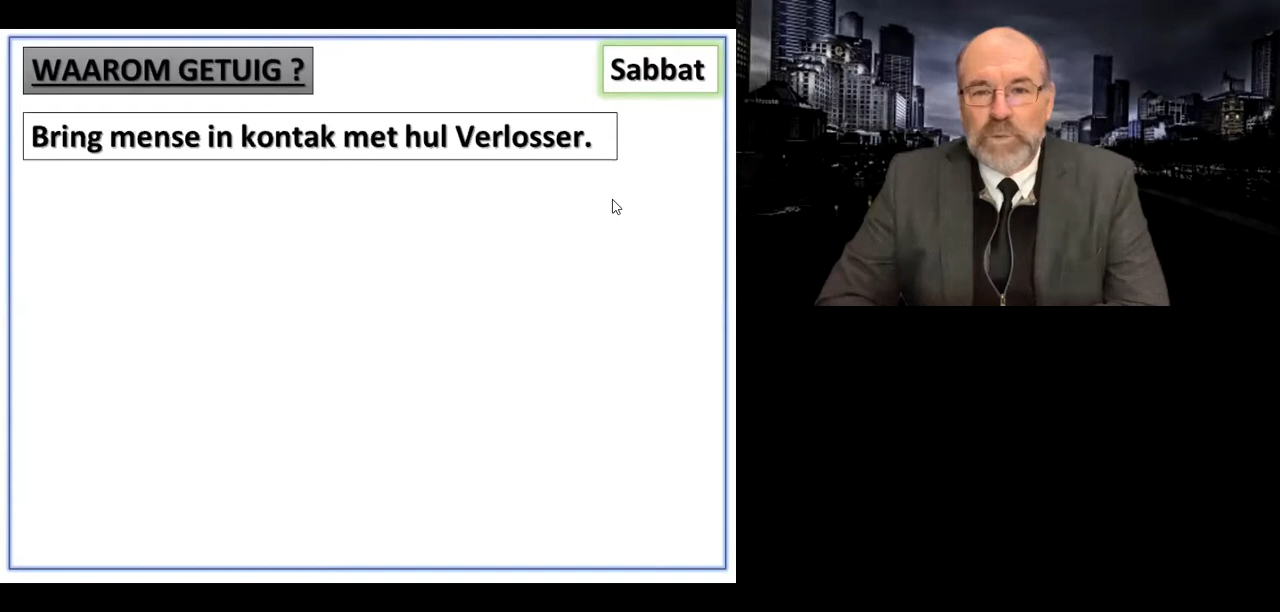 WAAROM GETUIG ?
Sabbat
Bring mense in kontak met hul Verlosser.